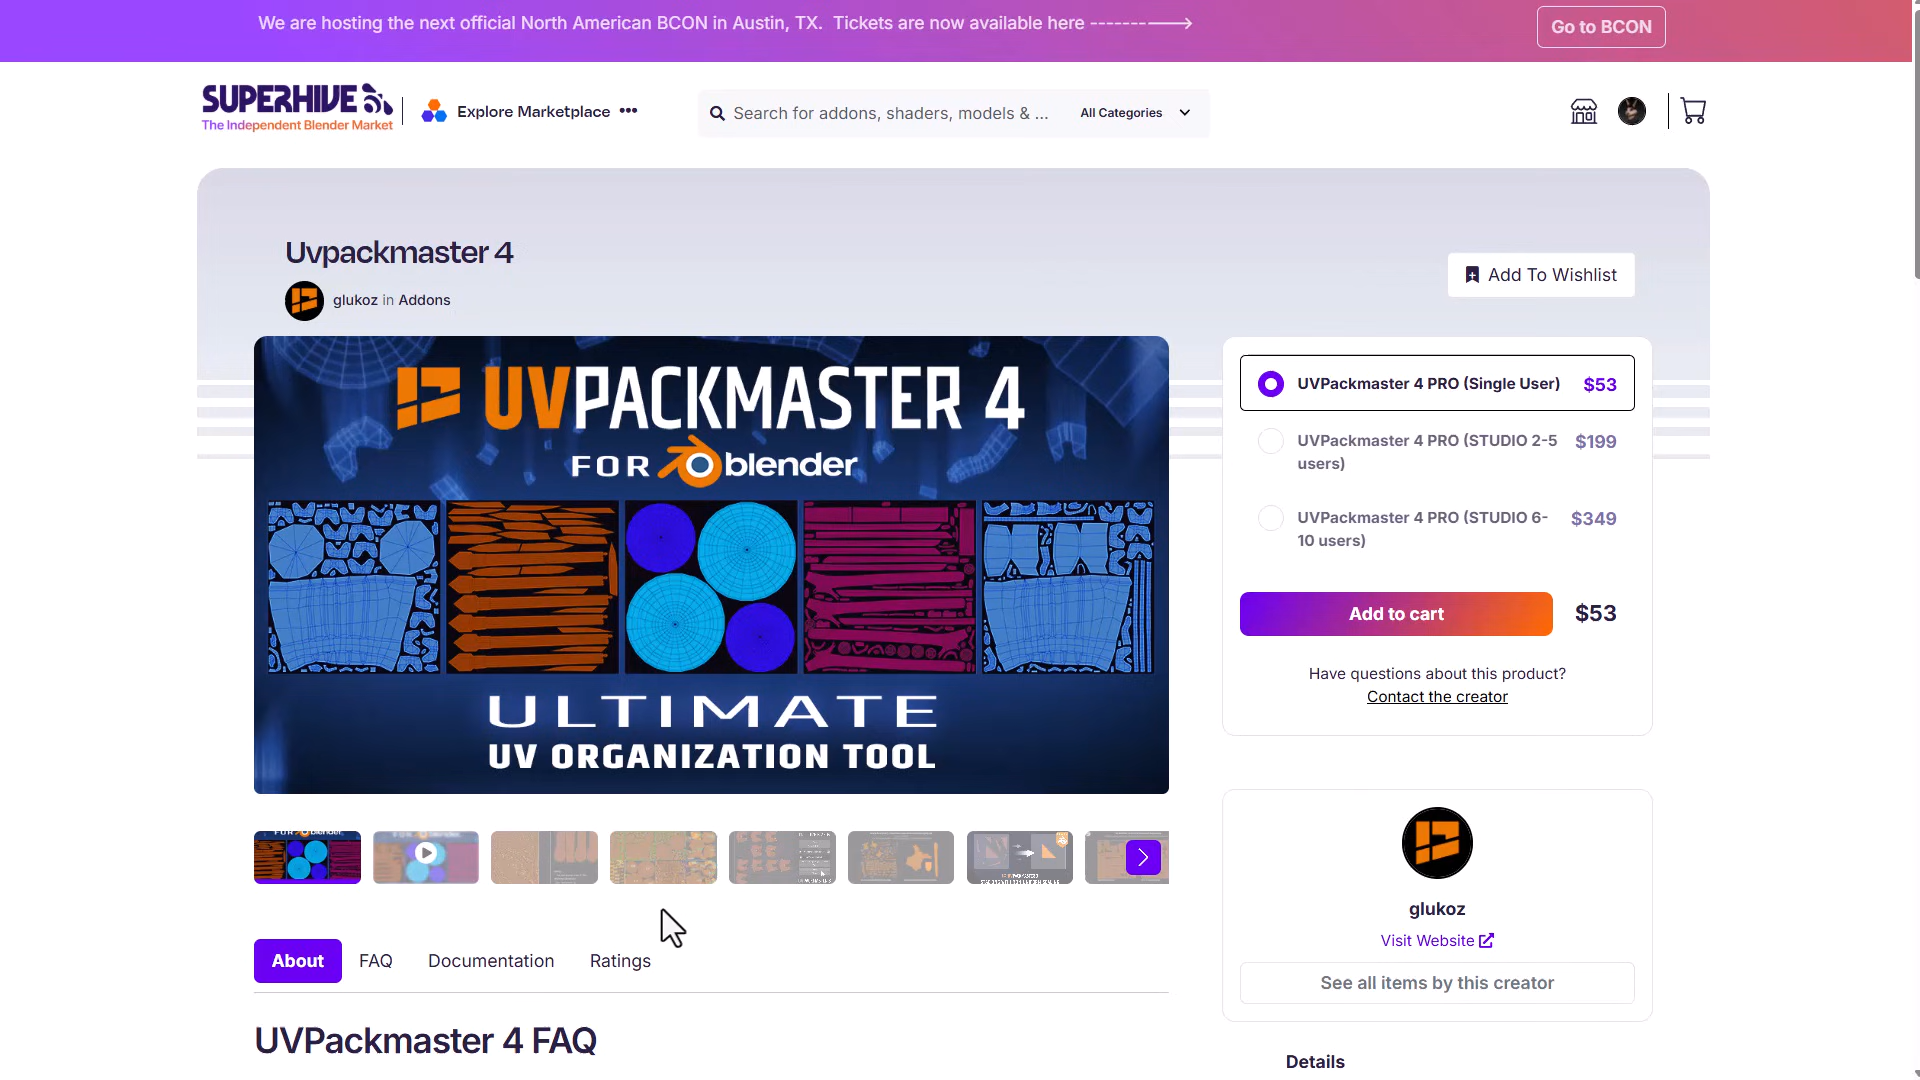 We are hosting the next official North American BCON in Austin, TX. Tickets are now available here -------⟶
Go to BCON
SUPERHIVE
The Independent Blender Market
Explore Marketplace •••
Search for addons, shaders, models & ...
All Categories
Uvpackmaster 4
glukoz in Addons
Add To Wishlist
UVPACKMASTER 4
FOR blender
ULTIMATE
UV ORGANIZATION TOOL
UVPackmaster 4 PRO (Single User) $53
UVPackmaster 4 PRO (STUDIO 2-5 $199
users)
UVPackmaster 4 PRO (STUDIO 6- $349
10 users)
Add to cart $53
Have questions about this product?
Contact the creator
glukoz
Visit Website
See all items by this creator
About FAQ Documentation Ratings
UVPackmaster 4 FAQ
Details